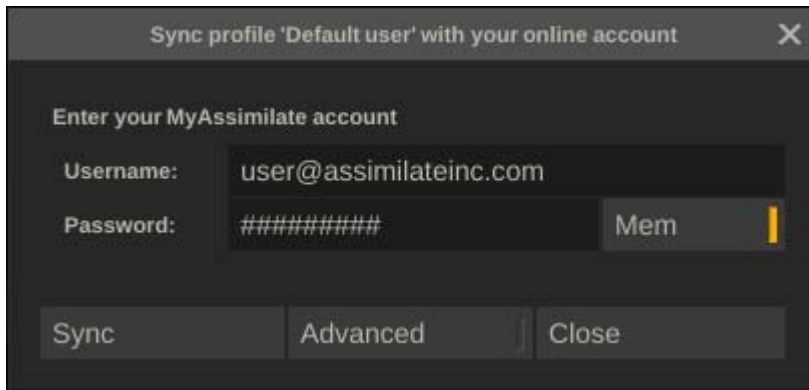 Sync profile 'Default user' with your online account
Enter your MyAssimilate account
Username: user@assimilateinc.com
Password: ######### Mem
Sync Advanced Close